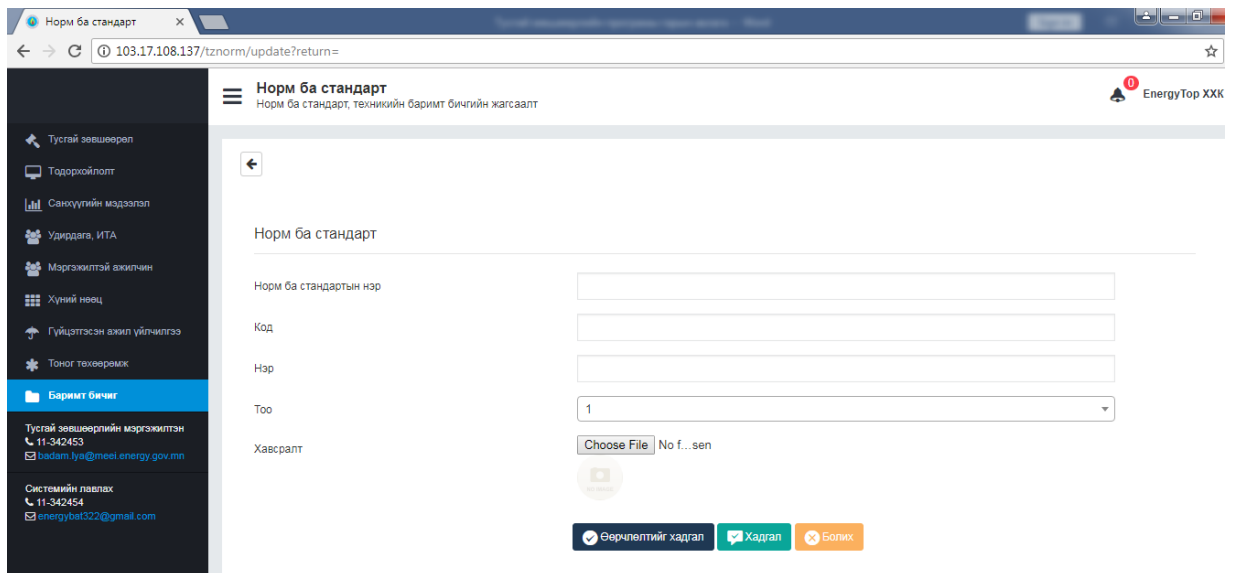 Норм ба стандарт
103.17.108.137/tznorm/update?return=
Норм ба стандарт
Норм ба стандарт, техникийн баримт бичгийн жагсаалт
0
EnergyTop ХХК
Тусгай зөвшөөрөл
Тодорхойлолт
Санхүүгийн мэдээлэл
Удирдага, ИТА
Мэргэжилтэй ажилчин
Хүний нөөц
Гүйцэтгэсэн ажил үйлчилгээ
Тоног төхөөрөмж
Баримт бичиг
Тусгай зөвшөөрлийн мэргэжилтэн
11-342453
badam.lya@meei.energy.gov.mn
Системийн лавлах
11-342454
energybat322@gmail.com
Норм ба стандарт
Норм ба стандартын нэр
Код
Нэр
Тоо
1
Хавсралт
Choose File No f...sen
Өөрчлөлтийг хадгал
Хадгал
Болих